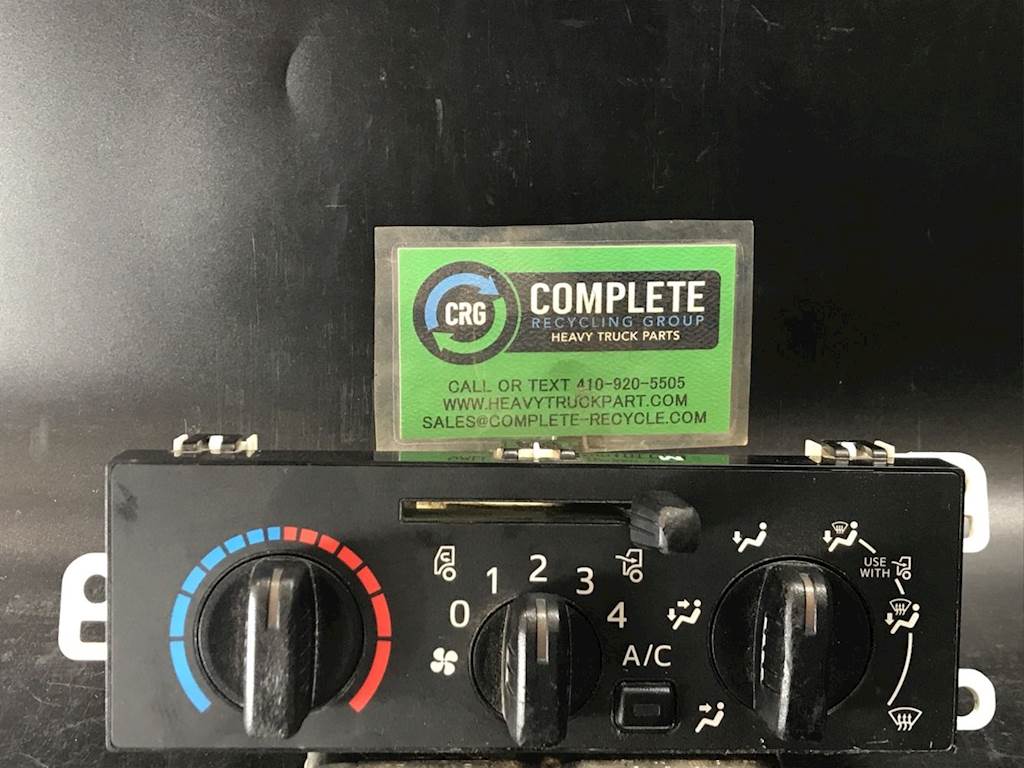 CRG
COMPLETE
RECYCLING GROUP
HEAVY TRUCK PARTS
CALL OR TEXT 410-920-5505
WWW.HEAVYTRUCKPART.COM
SALES@COMPLETE-RECYCLE.COM
0 1 2 3 4
A/C
USE
WITH